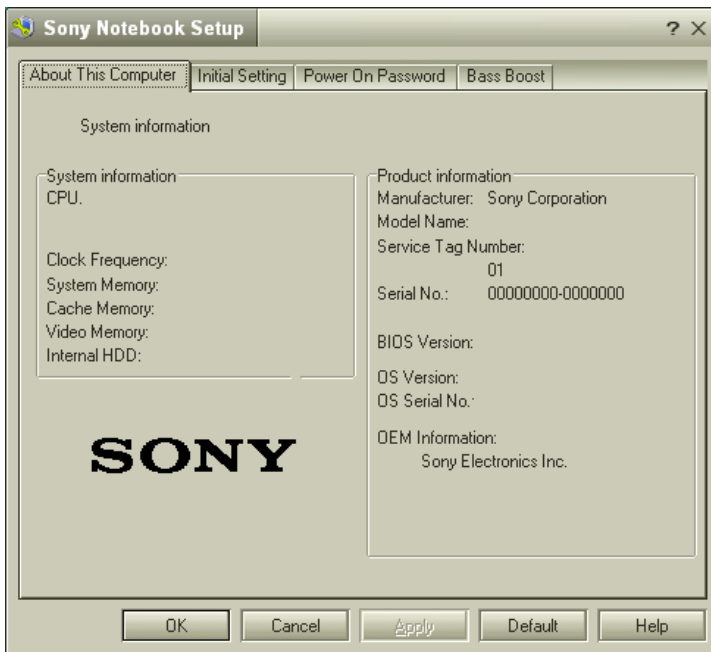 Sony Notebook Setup
About This Computer
Initial Setting
Power On Password
Bass Boost
System information
System information
CPU.
Clock Frequency:
System Memory:
Cache Memory:
Video Memory:
Internal HDD:
SONY
Product information
Manufacturer: Sony Corporation
Model Name:
Service Tag Number:
01
Serial No.: 00000000-0000000
BIOS Version:
OS Version:
OS Serial No.:
OEM Information:
Sony Electronics Inc.
OK
Cancel
Apply
Default
Help